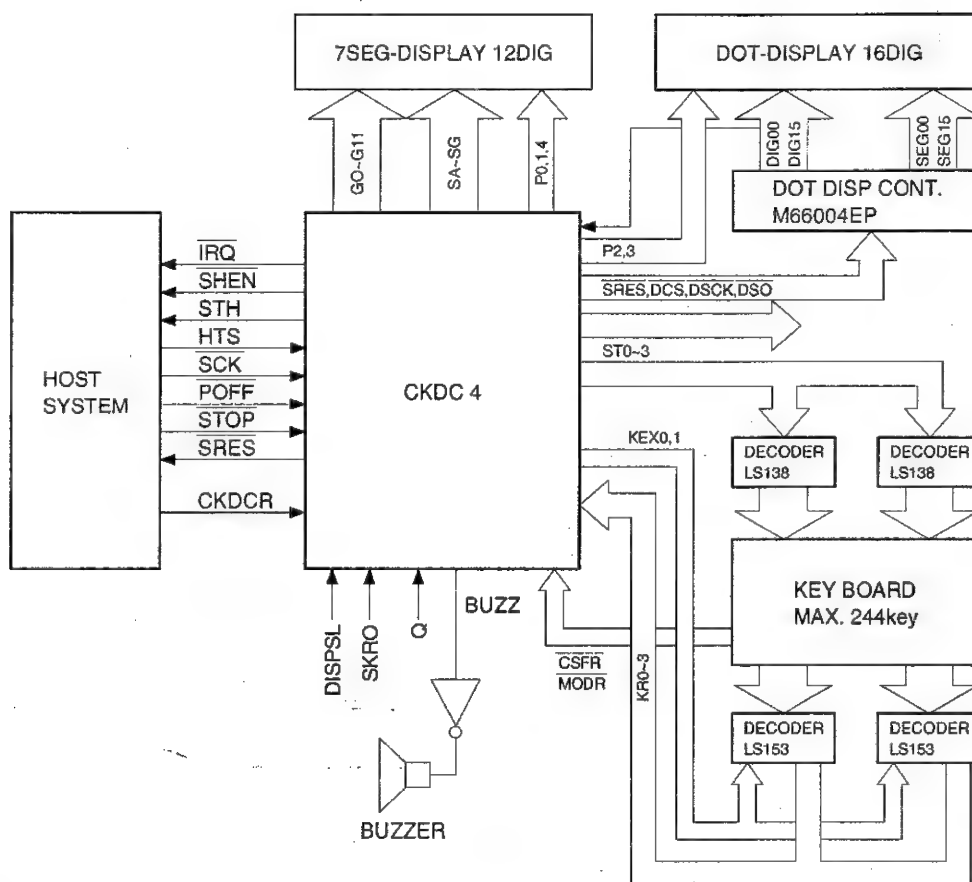 7SEG-DISPLAY 12DIG
DOT-DISPLAY 16DIG
GO~G11
SA~SG
P0,1,4
DIG00
DIG15
SEG00
SEG15
DOT DISP CONT.
M66004EP
HOST
SYSTEM
IRQ
SHEN
STH
HTS
SCK
POFF
STOP
SRES
CKDCR
CKDC 4
P2,3
SRES,DCS,DSCK,DSO
ST0~3
KEX0,1
DECODER
LS138
DECODER
LS138
KEY BOARD
MAX. 244key
DISPSL
SKRO
Q
BUZZ
CSFR
MODR
KR0~3
DECODER
LS153
DECODER
LS153
BUZZER